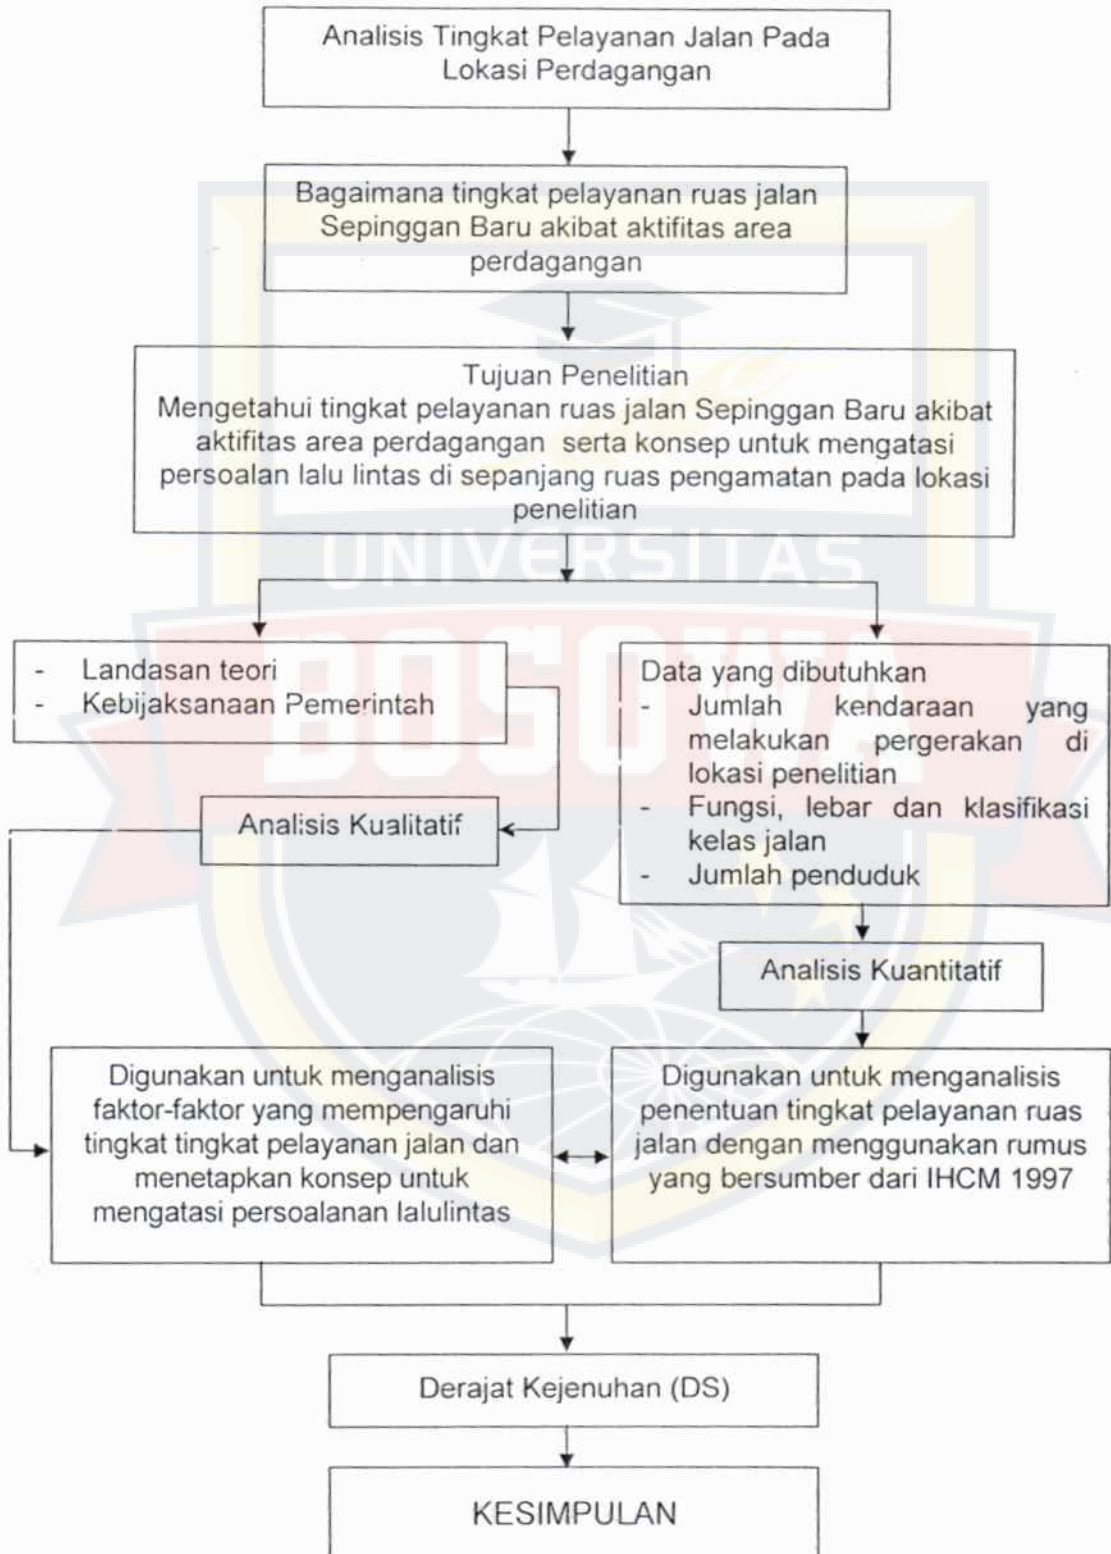 Analisis Tingkat Pelayanan Jalan Pada
Lokasi Perdagangan
Bagaimana tingkat pelayanan ruas jalan
Sepinggan Baru akibat aktifitas area
perdagangan
Tujuan Penelitian
Mengetahui tingkat pelayanan ruas jalan Sepinggan Baru akibat
aktifitas area perdagangan serta konsep untuk mengatasi
persoalan lalu lintas di sepanjang ruas pengamatan pada lokasi
penelitian
UNIVERSITAS
BOSOWA
- Landasan teori
- Kebijaksanaan Pemerintah
Analisis Kualitatif
Data yang dibutuhkan
- Jumlah kendaraan yang
melakukan pergerakan di
lokasi penelitian
- Fungsi, lebar dan klasifikasi
kelas jalan
- Jumlah penduduk
Analisis Kuantitatif
Digunakan untuk menganalisis
faktor-faktor yang mempengaruhi
tingkat tingkat pelayanan jalan dan
menetapkan konsep untuk
mengatasi persoalanan lalulintas
Digunakan untuk menganalisis
penentuan tingkat pelayanan ruas
jalan dengan menggunakan rumus
yang bersumber dari IHCM 1997
Derajat Kejenuhan (DS)
KESIMPULAN